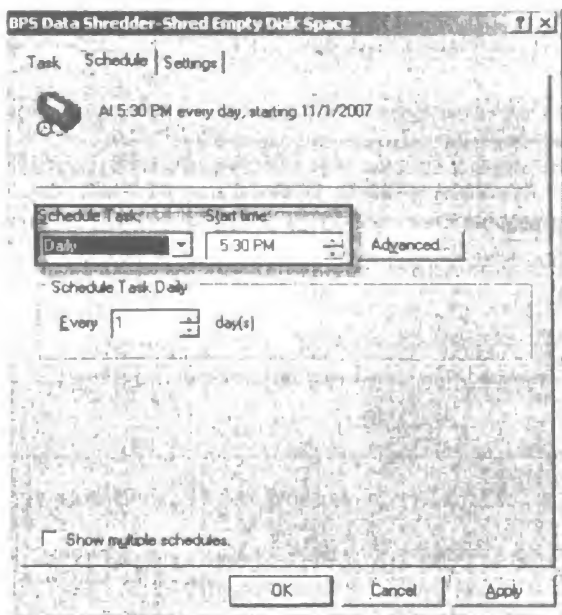 BPS Data Shredder-Shred Empty Disk Space
Task Schedule Settings
At 5:30 PM every day, starting 11/1/2007
Schedule Task: Start time:
Daily 5:30 PM Advanced...
Schedule Task Daily
Every 1 day(s)
Show multiple schedules.
OK Cancel Apply